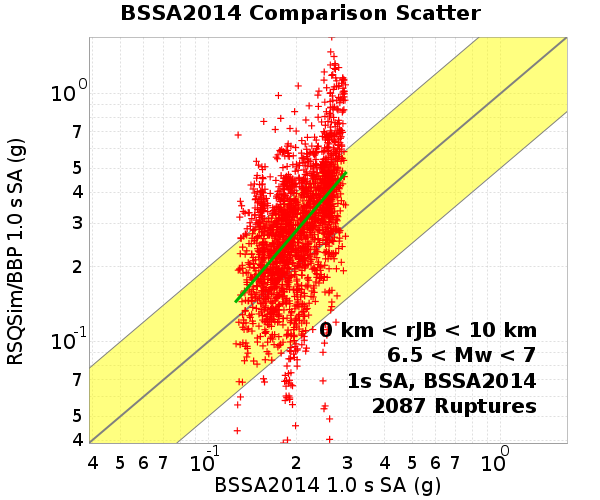 BSSA2014 Comparison Scatter
RSQSim/BBP 1.0 s SA (g)
10⁰
7
5
4
3
2
10⁻¹
7
5
4
0 km < rJB < 10 km
6.5 < Mw < 7
1s SA, BSSA2014
2087 Ruptures
4 5 6 7 10⁻¹ 2 3 4 5 6 7 10⁰
BSSA2014 1.0 s SA (g)